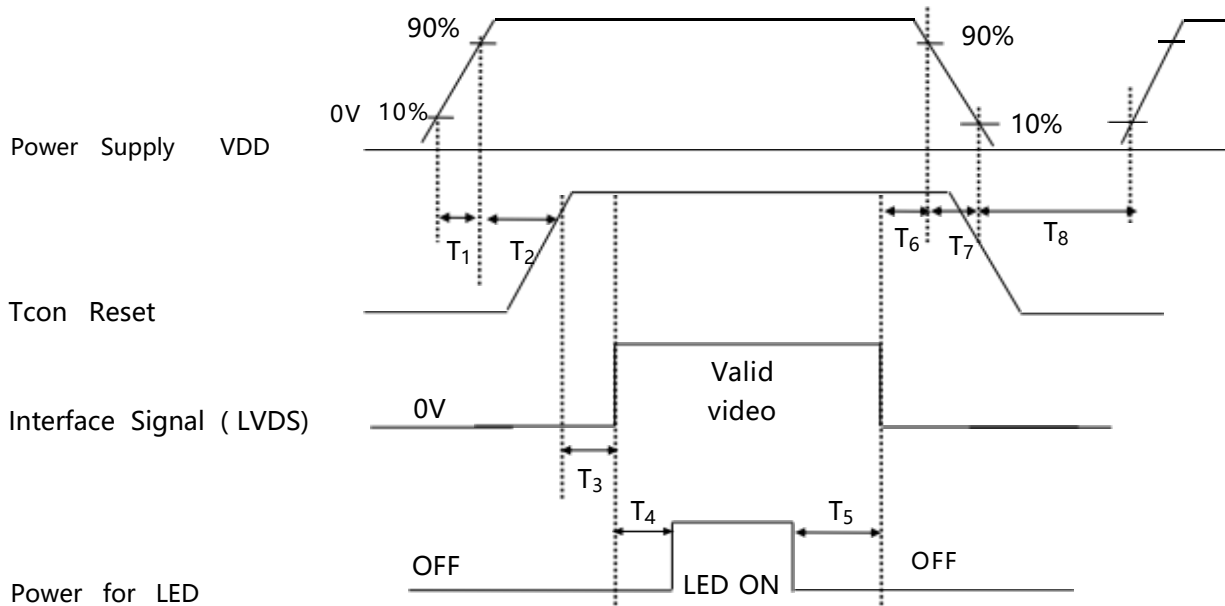 90%
90%
0V 10%
10%
Power Supply VDD
T1
T2
T6
T7
T8
Tcon Reset
Valid
video
0V
Interface Signal ( LVDS)
T3
T4
T5
OFF
OFF
LED ON
Power for LED